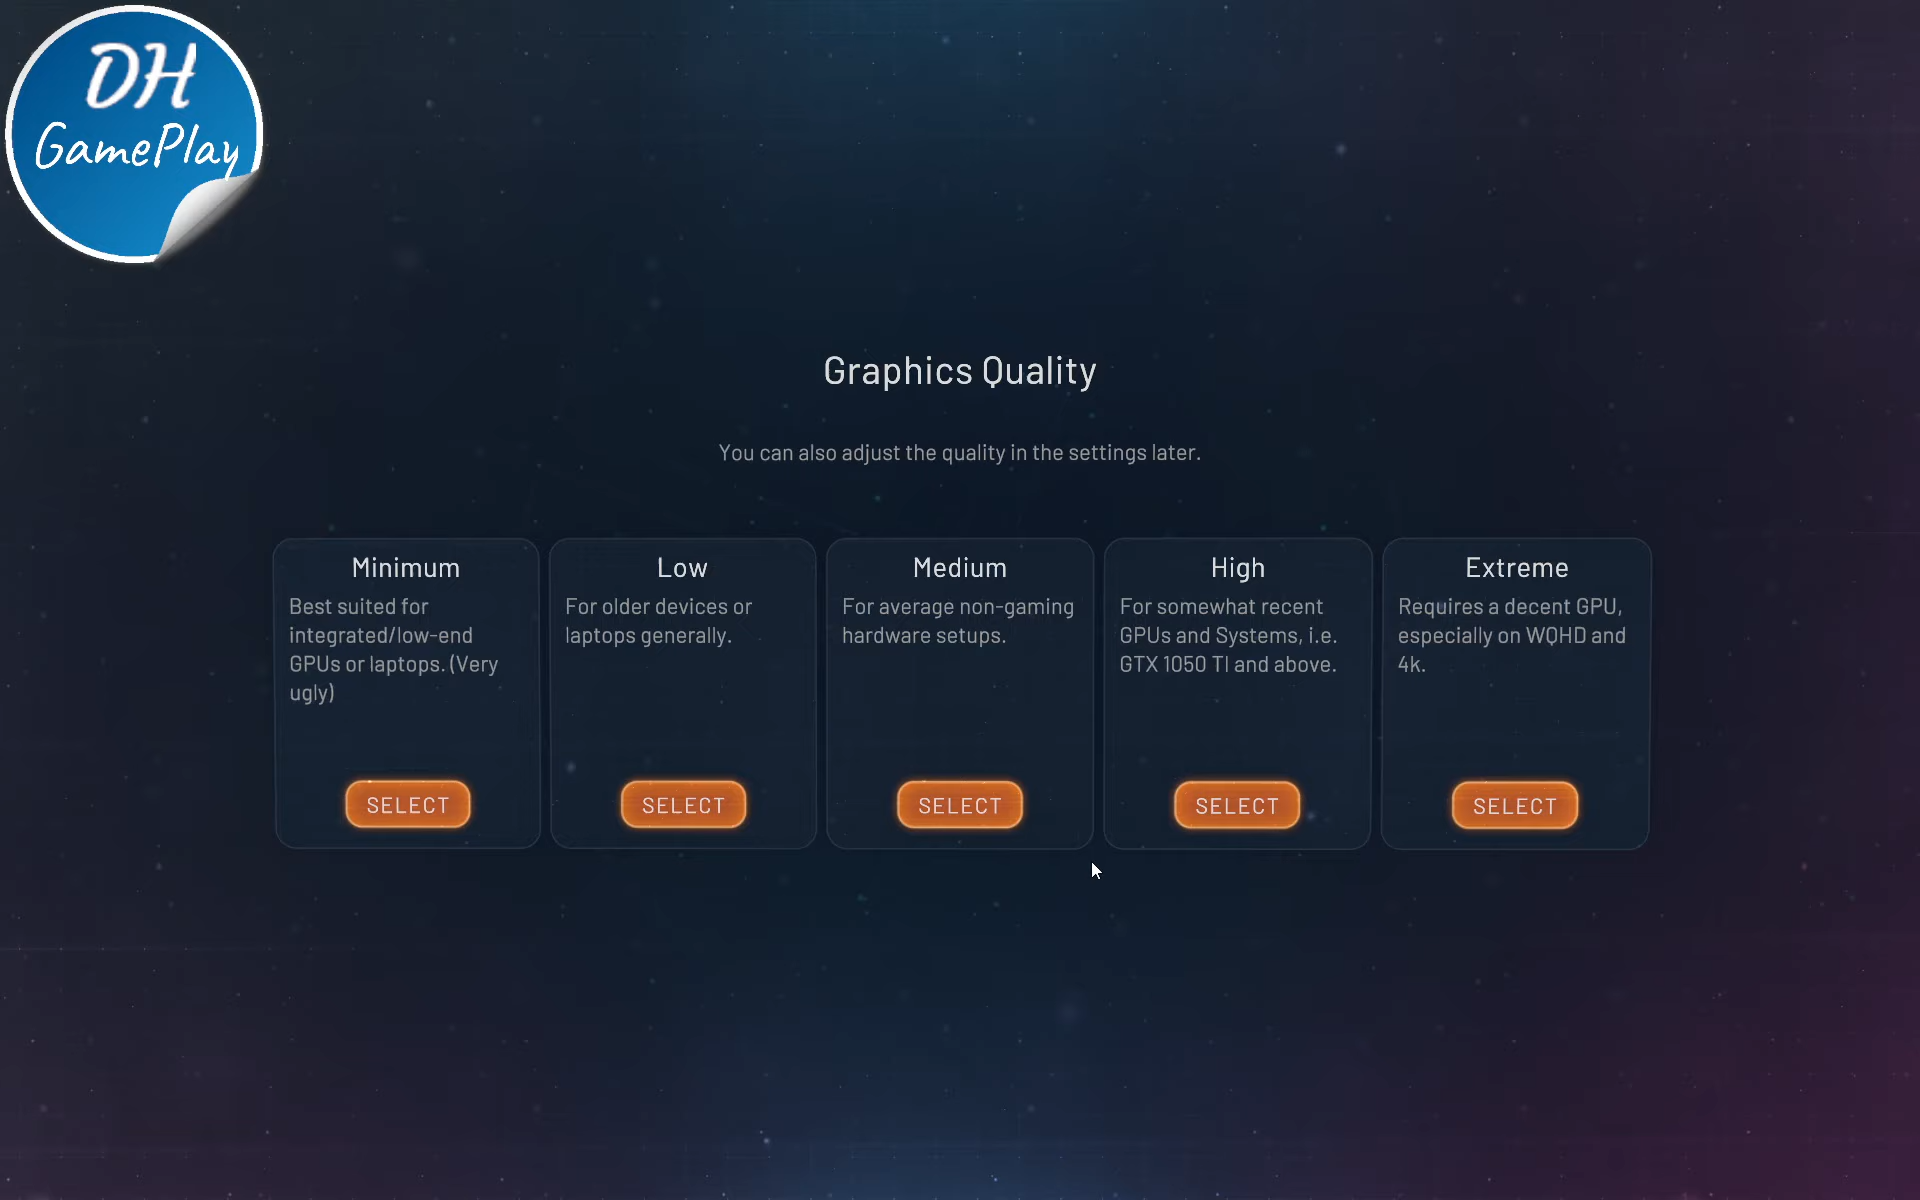 DH
GamePlay
Graphics Quality
You can also adjust the quality in the settings later.
Minimum
Best suited for
integrated/low-end
GPUs or laptops. (Very
ugly)
SELECT
Low
For older devices or
laptops generally.
SELECT
Medium
For average non-gaming
hardware setups.
SELECT
High
For somewhat recent
GPUs and Systems, i.e.
GTX 1050 TI and above.
SELECT
Extreme
Requires a decent GPU,
especially on WQHD and
4k.
SELECT